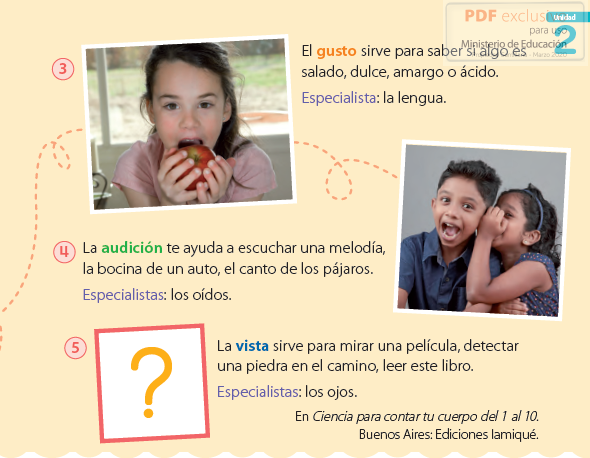 PDF exclusivo
Unidad
2
para uso
Ministerio de Educación
Marzo 2020
3
El gusto sirve para saber si algo es
salado, dulce, amargo o ácido.
Especialista: la lengua.
4
La audición te ayuda a escuchar una melodía,
la bocina de un auto, el canto de los pájaros.
Especialistas: los oídos.
5
?
La vista sirve para mirar una película, detectar
una piedra en el camino, leer este libro.
Especialistas: los ojos.
En Ciencia para contar tu cuerpo del 1 al 10.
Buenos Aires: Ediciones Iamiqué.